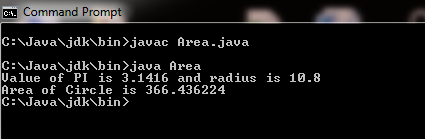 Command Prompt
C:\Java\jdk\bin>javac Area.java
C:\Java\jdk\bin>java Area
Value of PI is 3.1416 and radius is 10.8
Area of Circle is 366.436224
C:\Java\jdk\bin>